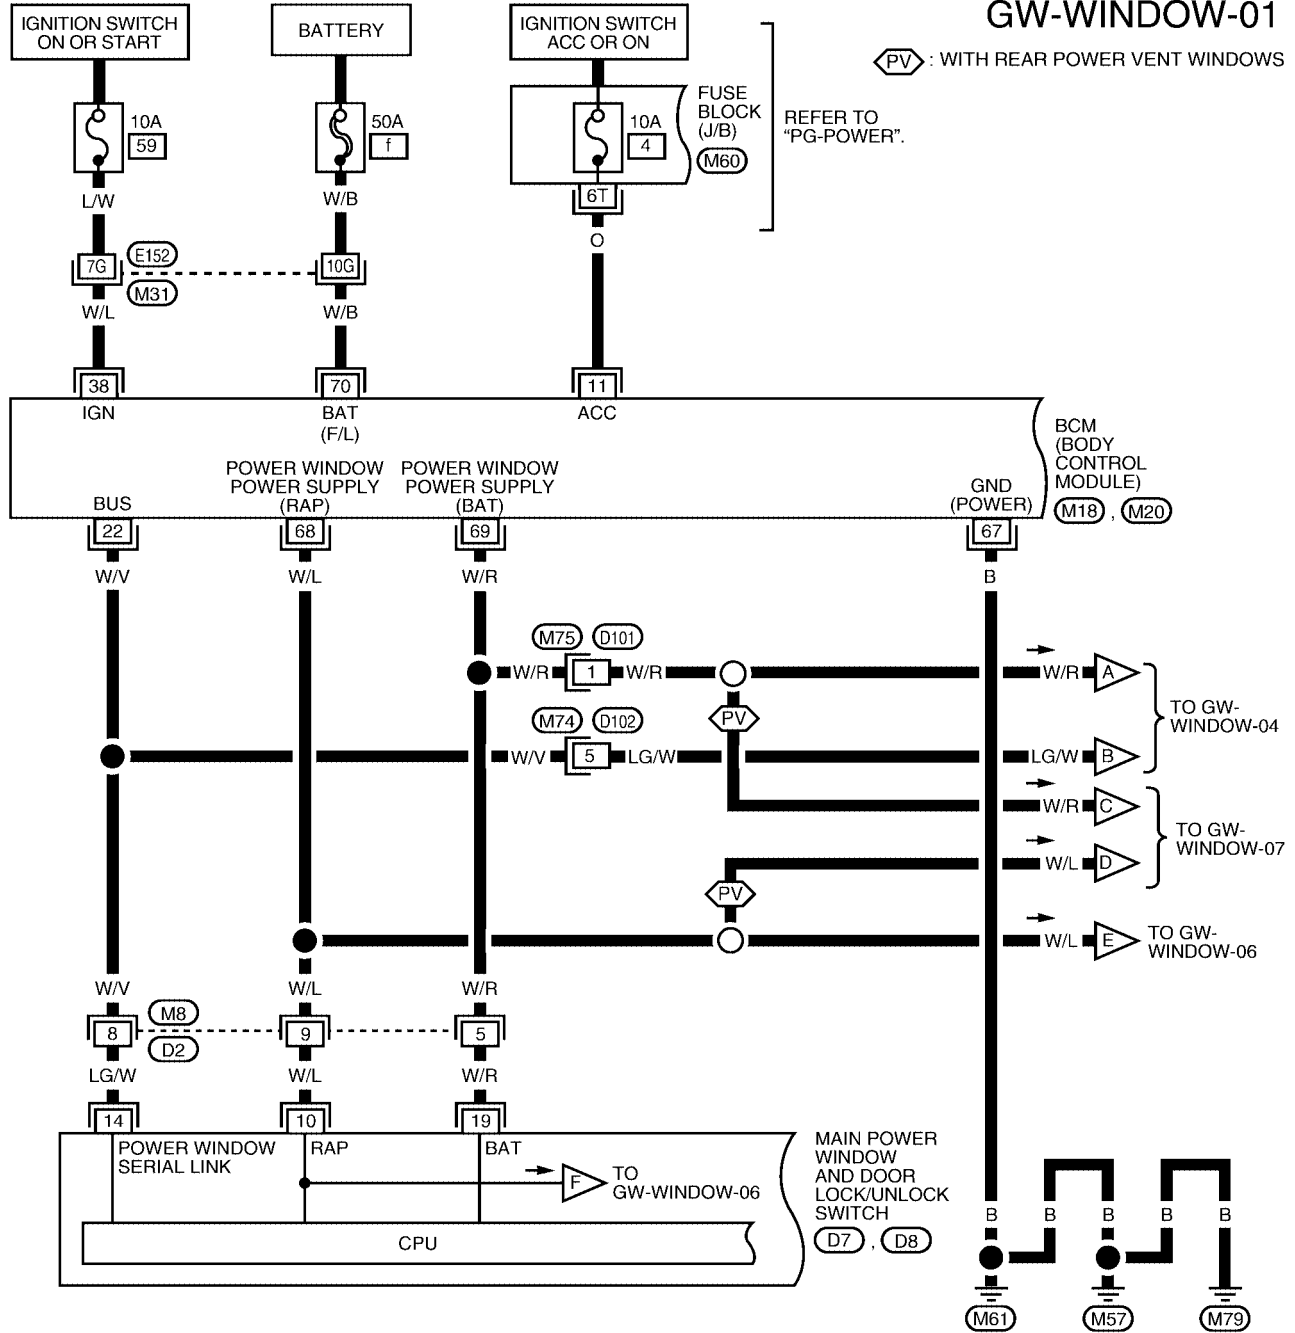 GW-WINDOW-01
PV : WITH REAR POWER VENT WINDOWS
IGNITION SWITCH
ON OR START
BATTERY
IGNITION SWITCH
ACC OR ON
10A
59
50A
f
10A
4
FUSE
BLOCK
(J/B)
M60
REFER TO
“PG-POWER”.
L/W
W/B
6T
O
7G
E152
M31
10G
W/L
W/B
38
70
11
IGN
BAT
(F/L)
ACC
BCM
(BODY
CONTROL
MODULE)
M18 , M20
BUS
POWER WINDOW
POWER SUPPLY
(RAP)
POWER WINDOW
POWER SUPPLY
(BAT)
GND
(POWER)
22
68
69
67
W/V
W/L
W/R
B
M75 D101
W/R 1 W/R
W/R A
PV
M74 D102
W/V 5 LG/W
LG/W B
TO GW-
WINDOW-04
W/R C
W/L D
TO GW-
WINDOW-07
PV
W/L E
TO GW-
WINDOW-06
W/V
W/L
W/R
M8
D2
8
9
5
LG/W
W/L
W/R
14
10
19
POWER WINDOW
SERIAL LINK
RAP
BAT
F
TO
GW-WINDOW-06
CPU
MAIN POWER
WINDOW
AND DOOR
LOCK/UNLOCK
SWITCH
D7 , D8
B B B B B
M61
M57
M79